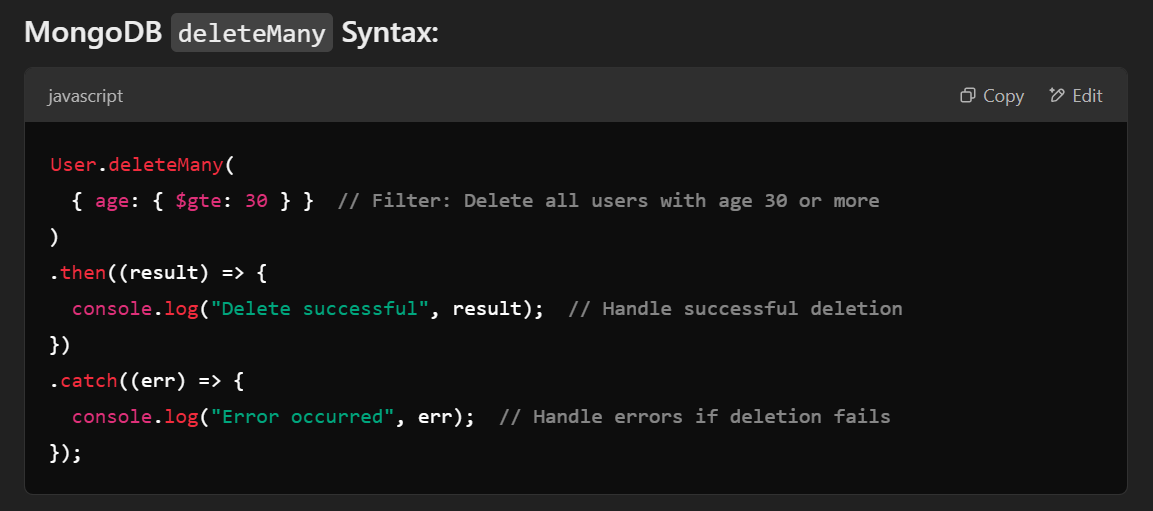 MongoDB deleteMany Syntax:
javascript
Copy
Edit
User.deleteMany(
  { age: { $gte: 30 } }  // Filter: Delete all users with age 30 or more
)
.then((result) => {
  console.log("Delete successful", result);  // Handle successful deletion
})
.catch((err) => {
  console.log("Error occurred", err);  // Handle errors if deletion fails
});